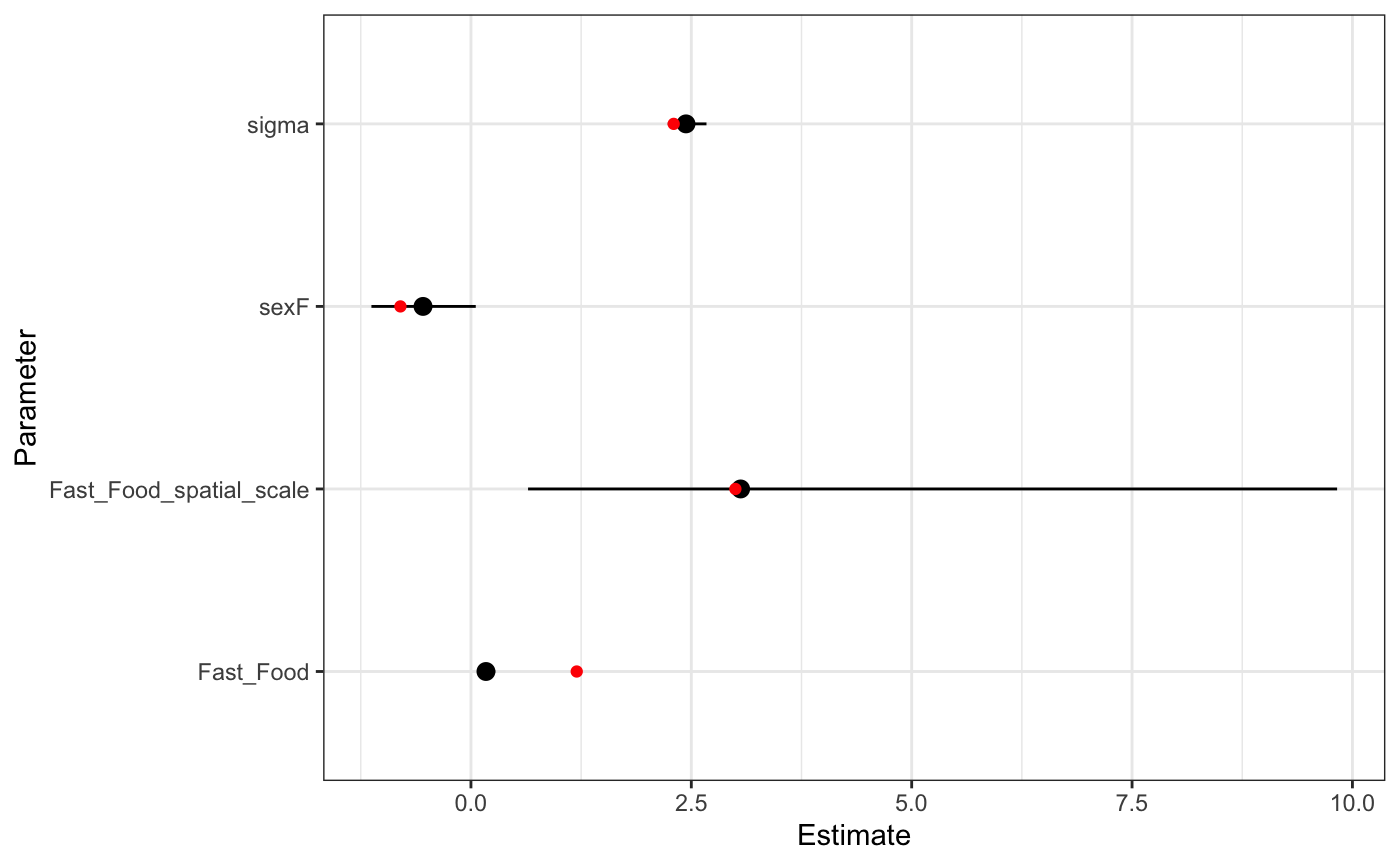 sigma
sexF
Fast_Food_spatial_scale
Fast_Food
Parameter
0.0 2.5 5.0 7.5 10.0
Estimate